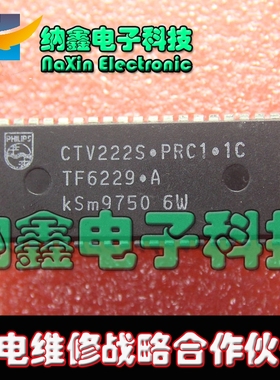 纳鑫电子科技
NaXin Electronic
PHILIPS
CTV222S•PRC1•1C
TF6229•A
kSm9750 6W
纳鑫电子科技
电维修战略合作伙